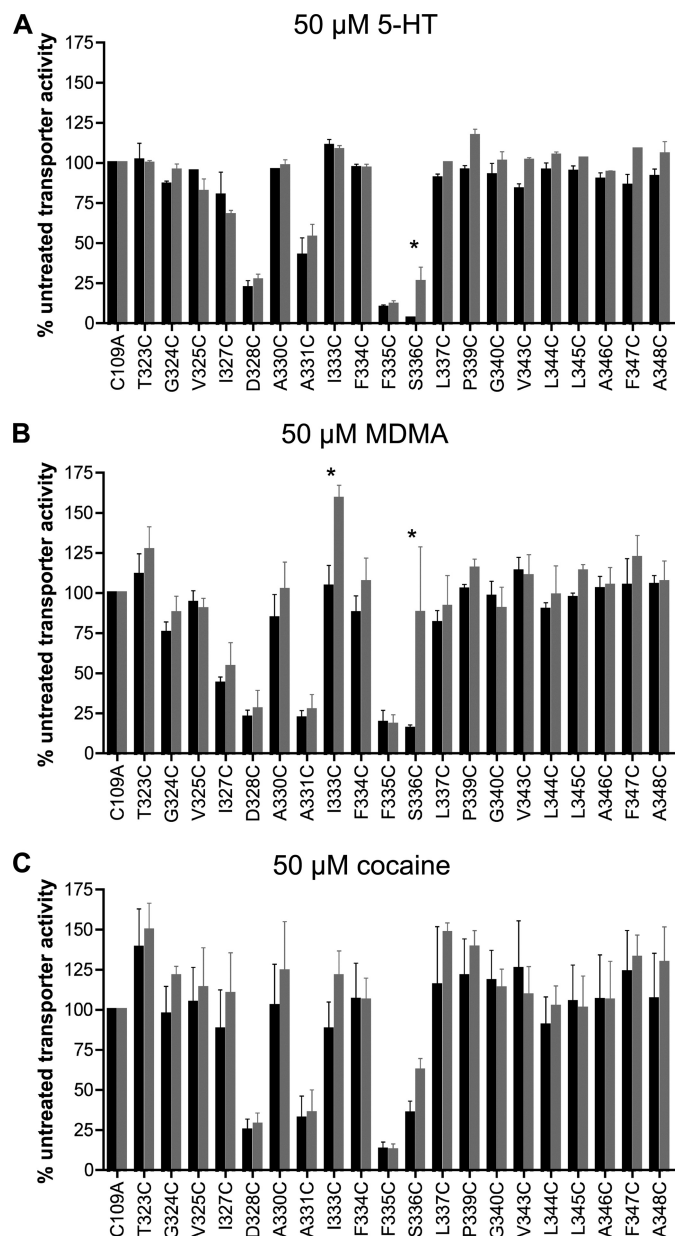 A
50 µM 5-HT
% untreated transporter activity
175
150
125
100
75
50
25
0
*
C109A T323C G324C V325C I327C D328C A330C A331C I333C F334C F335C S336C L337C P339C G340C V343C L344C L345C A346C F347C A348C
B
50 µM MDMA
% untreated transporter activity
175
150
125
100
75
50
25
0
* *
C109A T323C G324C V325C I327C D328C A330C A331C I333C F334C F335C S336C L337C P339C G340C V343C L344C L345C A346C F347C A348C
C
50 µM cocaine
% untreated transporter activity
175
150
125
100
75
50
25
0
C109A T323C G324C V325C I327C D328C A330C A331C I333C F334C F335C S336C L337C P339C G340C V343C L344C L345C A346C F347C A348C